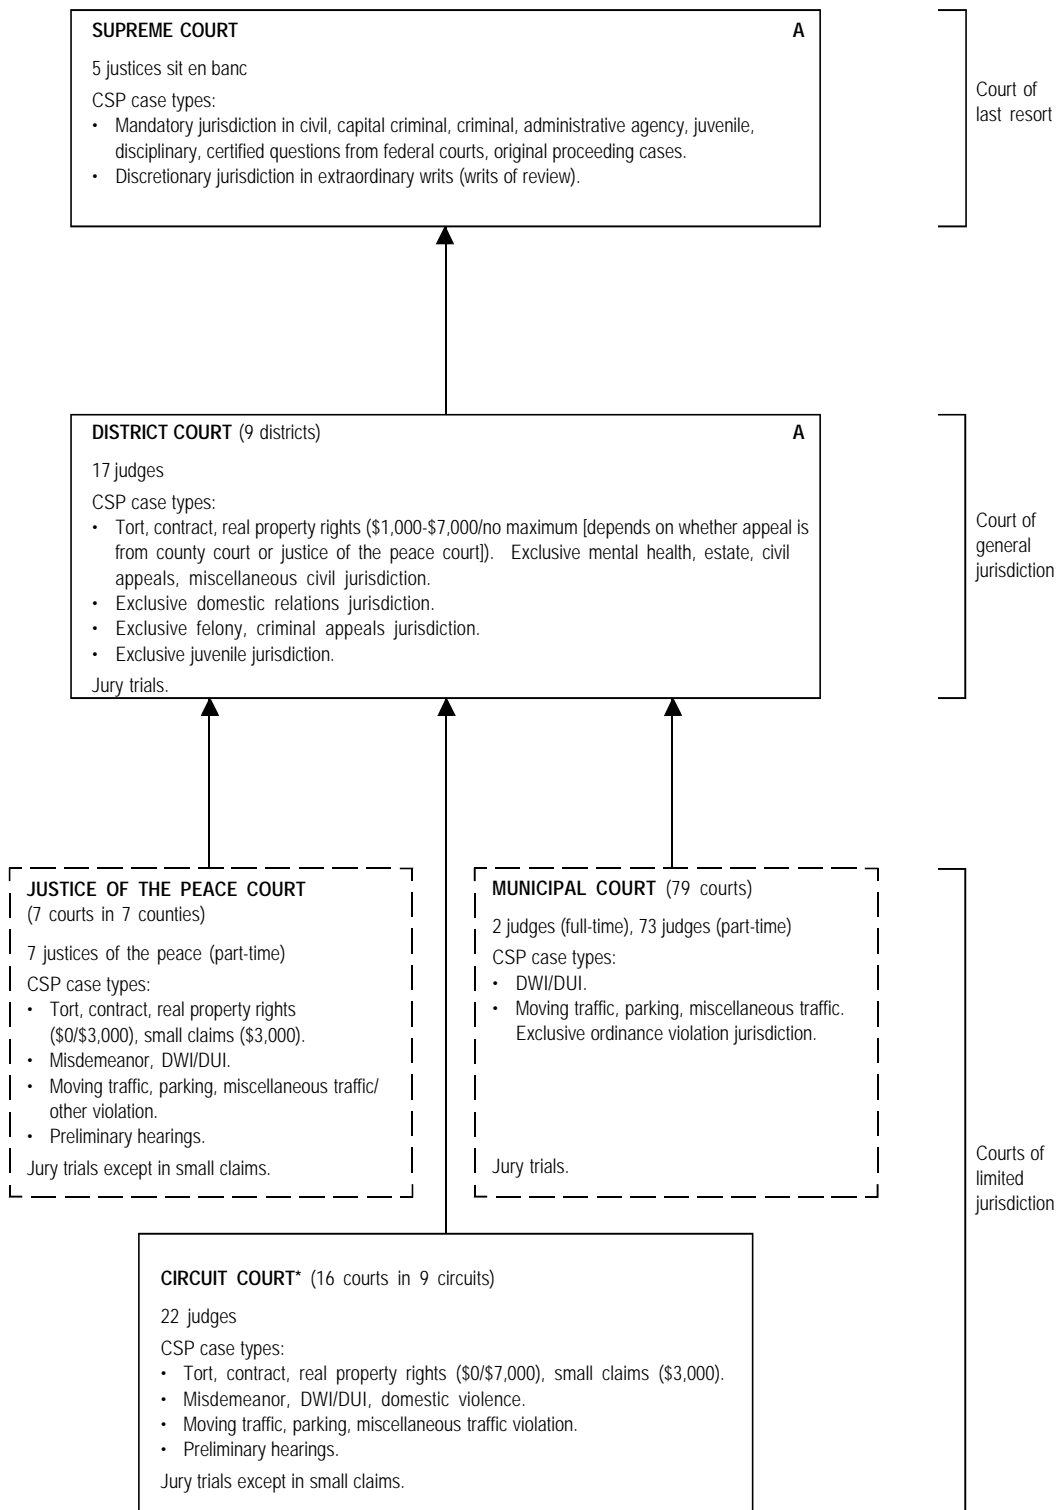 SUPREME COURT A
5 justices sit en banc
CSP case types:
• Mandatory jurisdiction in civil, capital criminal, criminal, administrative agency, juvenile,
disciplinary, certified questions from federal courts, original proceeding cases.
• Discretionary jurisdiction in extraordinary writs (writs of review).
Court of
last resort
DISTRICT COURT (9 districts) A
17 judges
CSP case types:
• Tort, contract, real property rights ($1,000-$7,000/no maximum [depends on whether appeal is
from county court or justice of the peace court]). Exclusive mental health, estate, civil
appeals, miscellaneous civil jurisdiction.
• Exclusive domestic relations jurisdiction.
• Exclusive felony, criminal appeals jurisdiction.
• Exclusive juvenile jurisdiction.
Jury trials.
Court of
general
jurisdiction
JUSTICE OF THE PEACE COURT
(7 courts in 7 counties)
7 justices of the peace (part-time)
CSP case types:
• Tort, contract, real property rights
($0/$3,000), small claims ($3,000).
• Misdemeanor, DWI/DUI.
• Moving traffic, parking, miscellaneous traffic/
other violation.
• Preliminary hearings.
Jury trials except in small claims.
MUNICIPAL COURT (79 courts)
2 judges (full-time), 73 judges (part-time)
CSP case types:
• DWI/DUI.
• Moving traffic, parking, miscellaneous traffic.
Exclusive ordinance violation jurisdiction.
Jury trials.
Courts of
limited
jurisdiction
CIRCUIT COURT* (16 courts in 9 circuits)
22 judges
CSP case types:
• Tort, contract, real property rights ($0/$7,000), small claims ($3,000).
• Misdemeanor, DWI/DUI, domestic violence.
• Moving traffic, parking, miscellaneous traffic violation.
• Preliminary hearings.
Jury trials except in small claims.